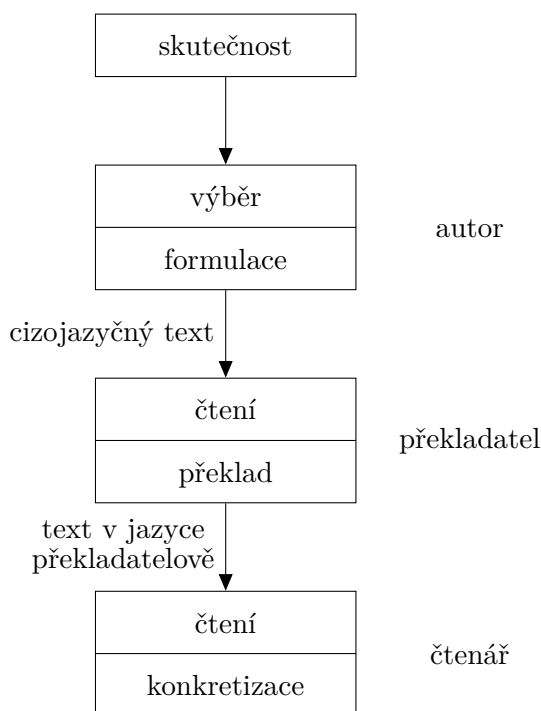 skutečnost
výběr
autor
formulace
cizojazyčný text
čtení
překladatel
překlad
text v jazyce
překladatelově
čtení
čtenář
konkretizace